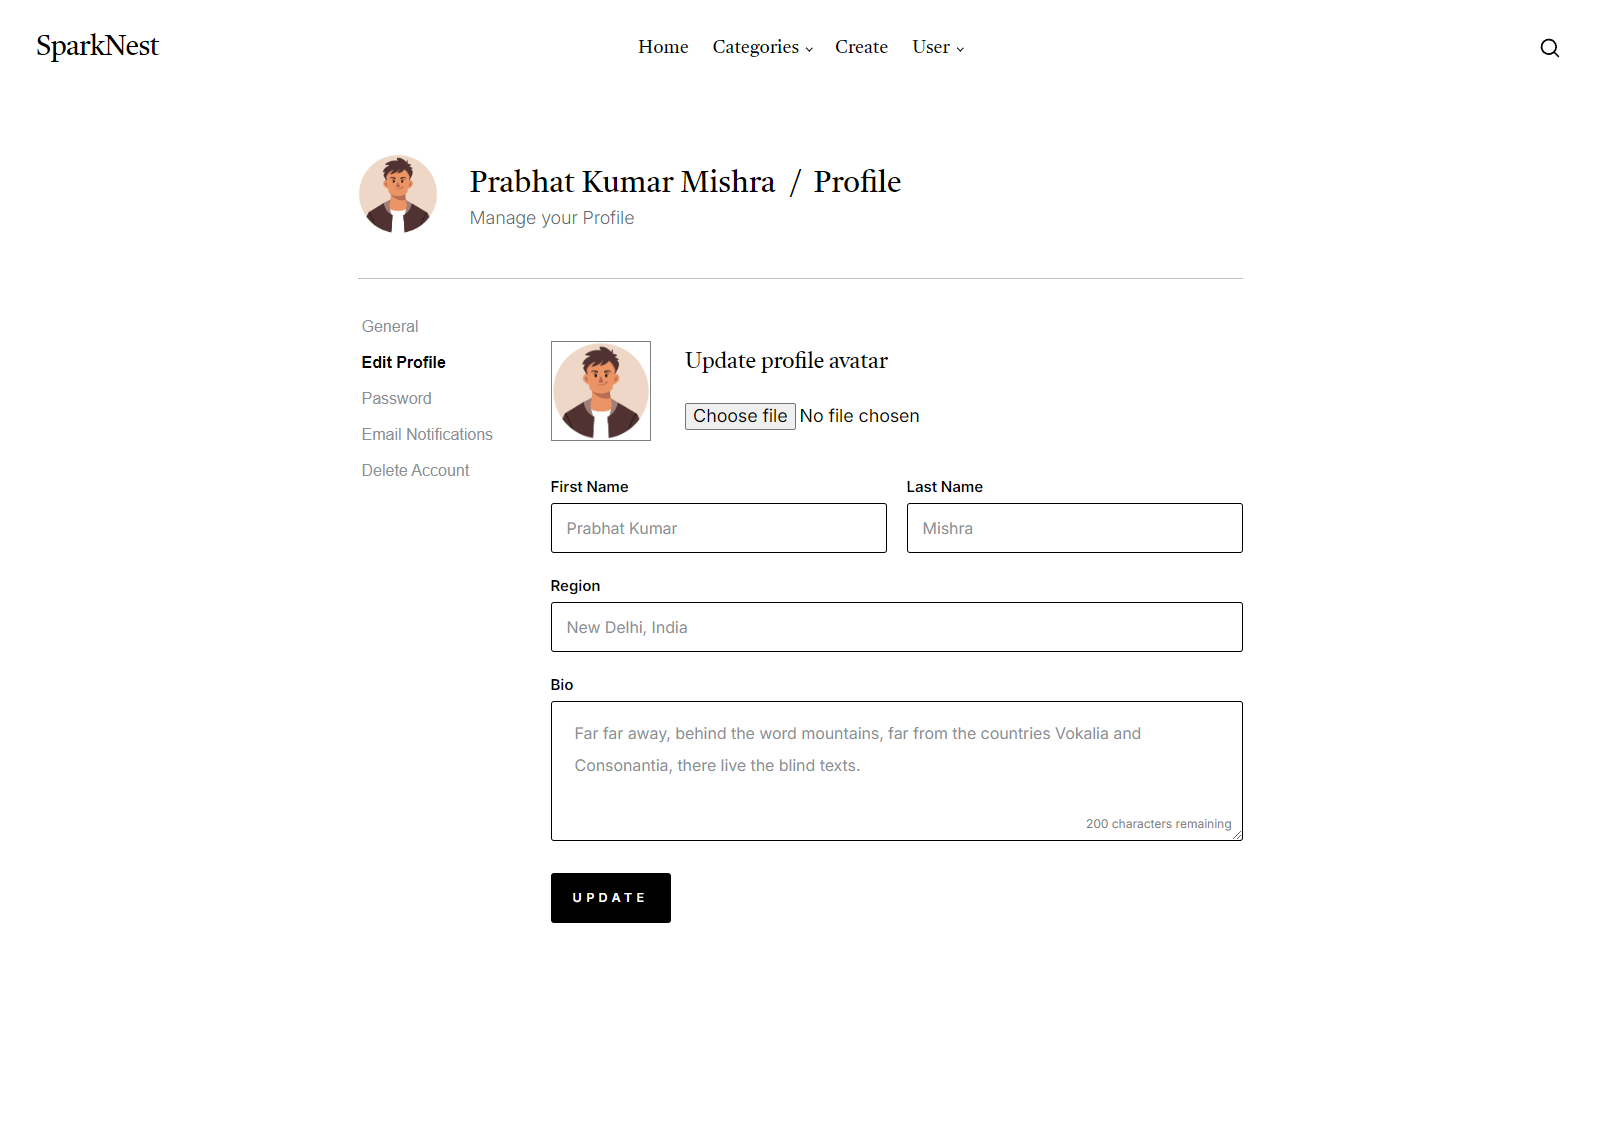 SparkNest
Home Categories Create User
Prabhat Kumar Mishra / Profile
Manage your Profile
General
Edit Profile
Password
Email Notifications
Delete Account
Update profile avatar
Choose file No file chosen
First Name
Last Name
Prabhat Kumar
Mishra
Region
New Delhi, India
Bio
Far far away, behind the word mountains, far from the countries Vokalia and
Consonantia, there live the blind texts.
200 characters remaining
UPDATE